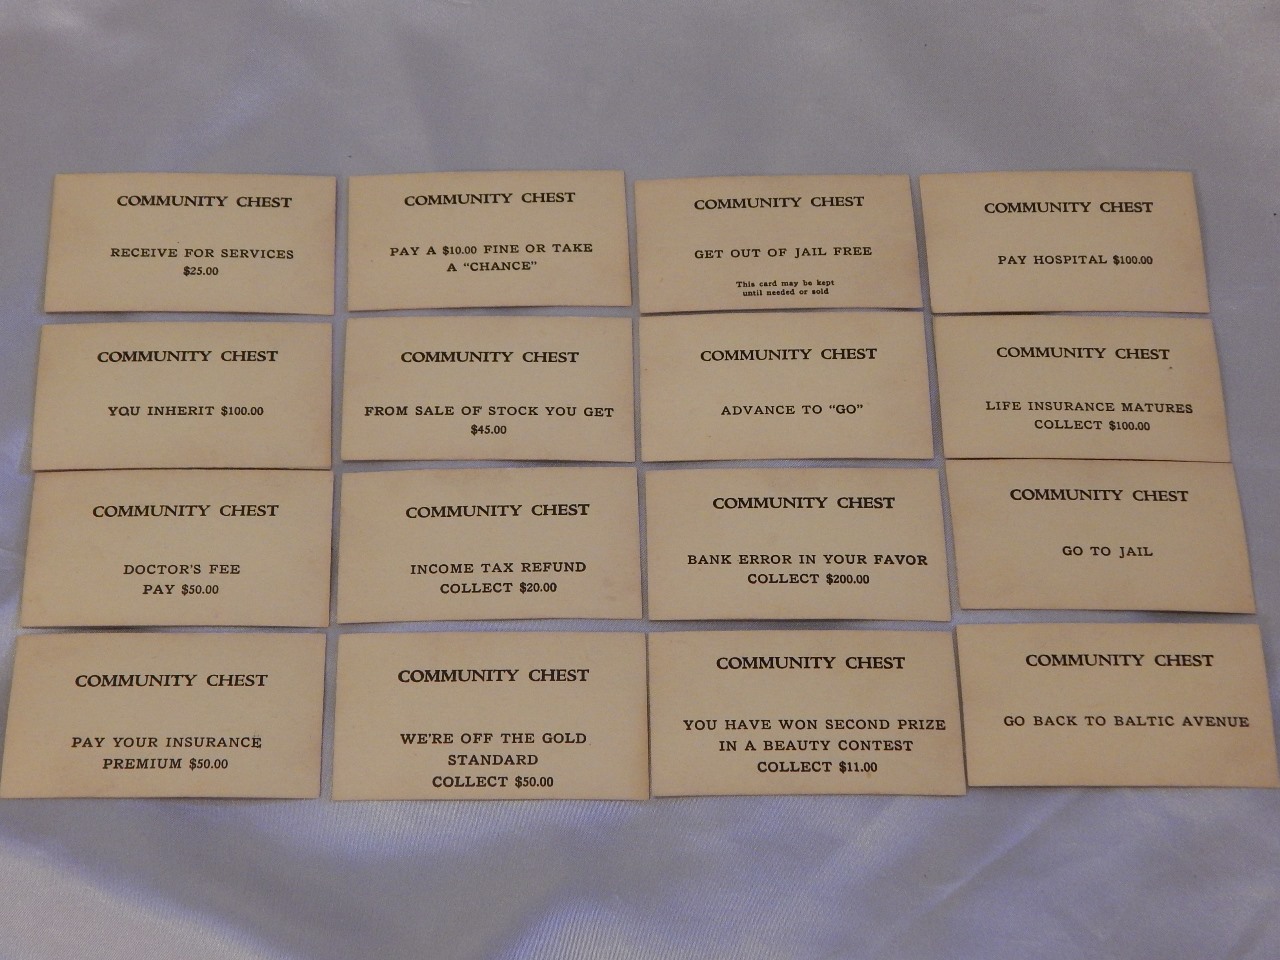 COMMUNITY CHEST
RECEIVE FOR SERVICES
$25.00
COMMUNITY CHEST
PAY A $10.00 FINE OR TAKE
A “CHANCE”
COMMUNITY CHEST
GET OUT OF JAIL FREE
This card may be kept
until needed or sold
COMMUNITY CHEST
PAY HOSPITAL $100.00
COMMUNITY CHEST
YOU INHERIT $100.00
COMMUNITY CHEST
FROM SALE OF STOCK YOU GET
$45.00
COMMUNITY CHEST
ADVANCE TO “GO”
COMMUNITY CHEST
LIFE INSURANCE MATURES
COLLECT $100.00
COMMUNITY CHEST
DOCTOR'S FEE
PAY $50.00
COMMUNITY CHEST
INCOME TAX REFUND
COLLECT $20.00
COMMUNITY CHEST
BANK ERROR IN YOUR FAVOR
COLLECT $200.00
COMMUNITY CHEST
GO TO JAIL
COMMUNITY CHEST
PAY YOUR INSURANCE
PREMIUM $50.00
COMMUNITY CHEST
WE'RE OFF THE GOLD
STANDARD
COLLECT $50.00
COMMUNITY CHEST
YOU HAVE WON SECOND PRIZE
IN A BEAUTY CONTEST
COLLECT $11.00
COMMUNITY CHEST
GO BACK TO BALTIC AVENUE